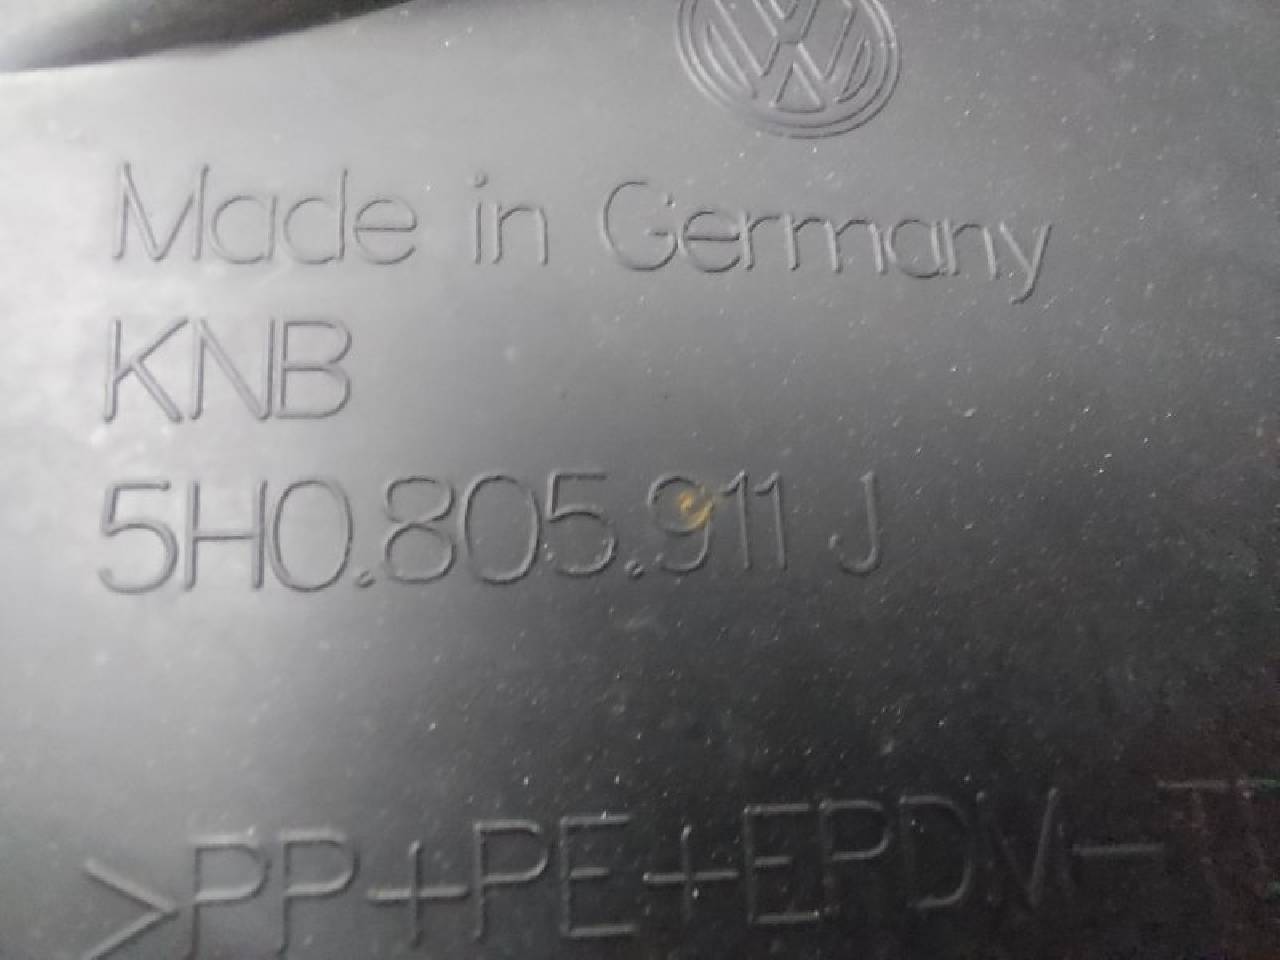 Made in Germany
KNB
5H0.805.911 J
>PP+PE+EPDM-T